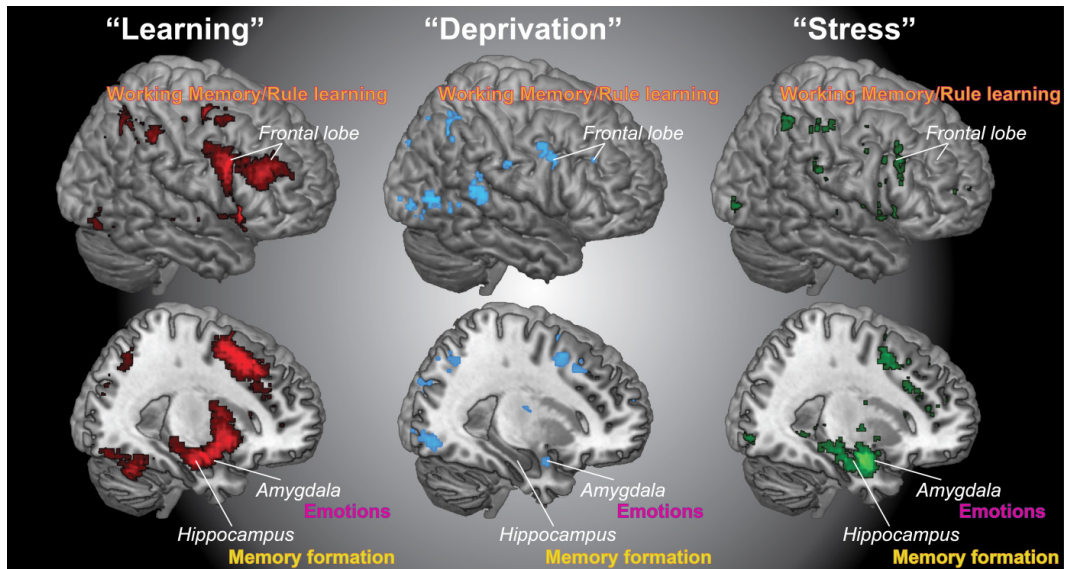 “Learning”
“Deprivation”
“Stress”
Working Memory/Rule learning
Working Memory/Rule learning
Working Memory/Rule learning
Frontal lobe
Frontal lobe
Frontal lobe
Amygdala
Amygdala
Amygdala
Emotions
Emotions
Emotions
Hippocampus
Hippocampus
Hippocampus
Memory formation
Memory formation
Memory formation